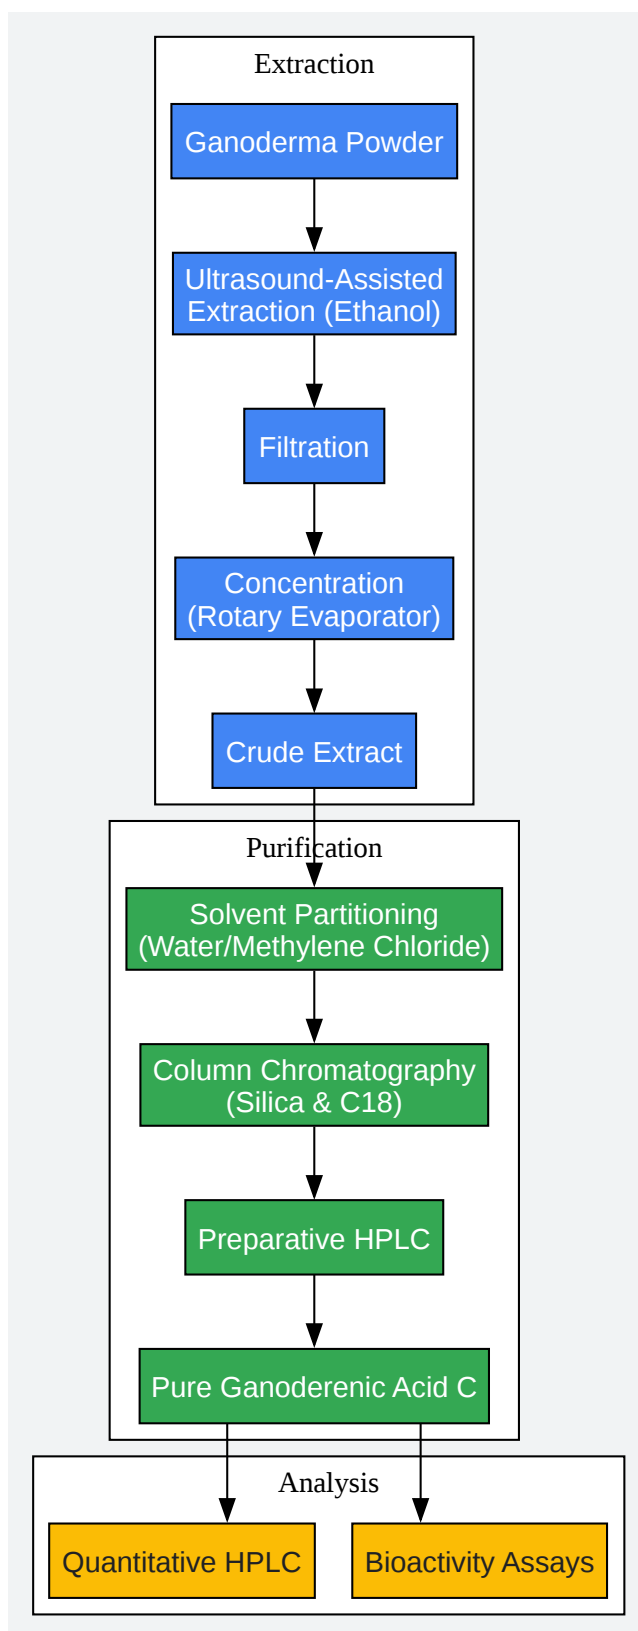 Extraction
Ganoderma Powder
Ultrasound-Assisted
Extraction (Ethanol)
Filtration
Concentration
(Rotary Evaporator)
Crude Extract
Purification
Solvent Partitioning
(Water/Methylene Chloride)
Column Chromatography
(Silica & C18)
Preparative HPLC
Pure Ganoderenic Acid C
Analysis
Quantitative HPLC
Bioactivity Assays